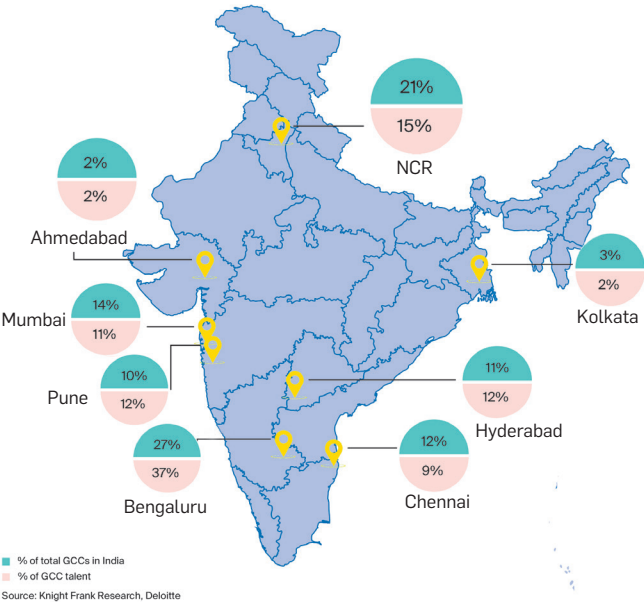 21%
15%
NCR
2%
2%
Ahmedabad
3%
2%
Kolkata
14%
11%
Mumbai
10%
12%
Pune
11%
12%
Hyderabad
27%
37%
Bengaluru
12%
9%
Chennai
% of total GCCs in India
% of GCC talent
Source: Knight Frank Research, Deloitte